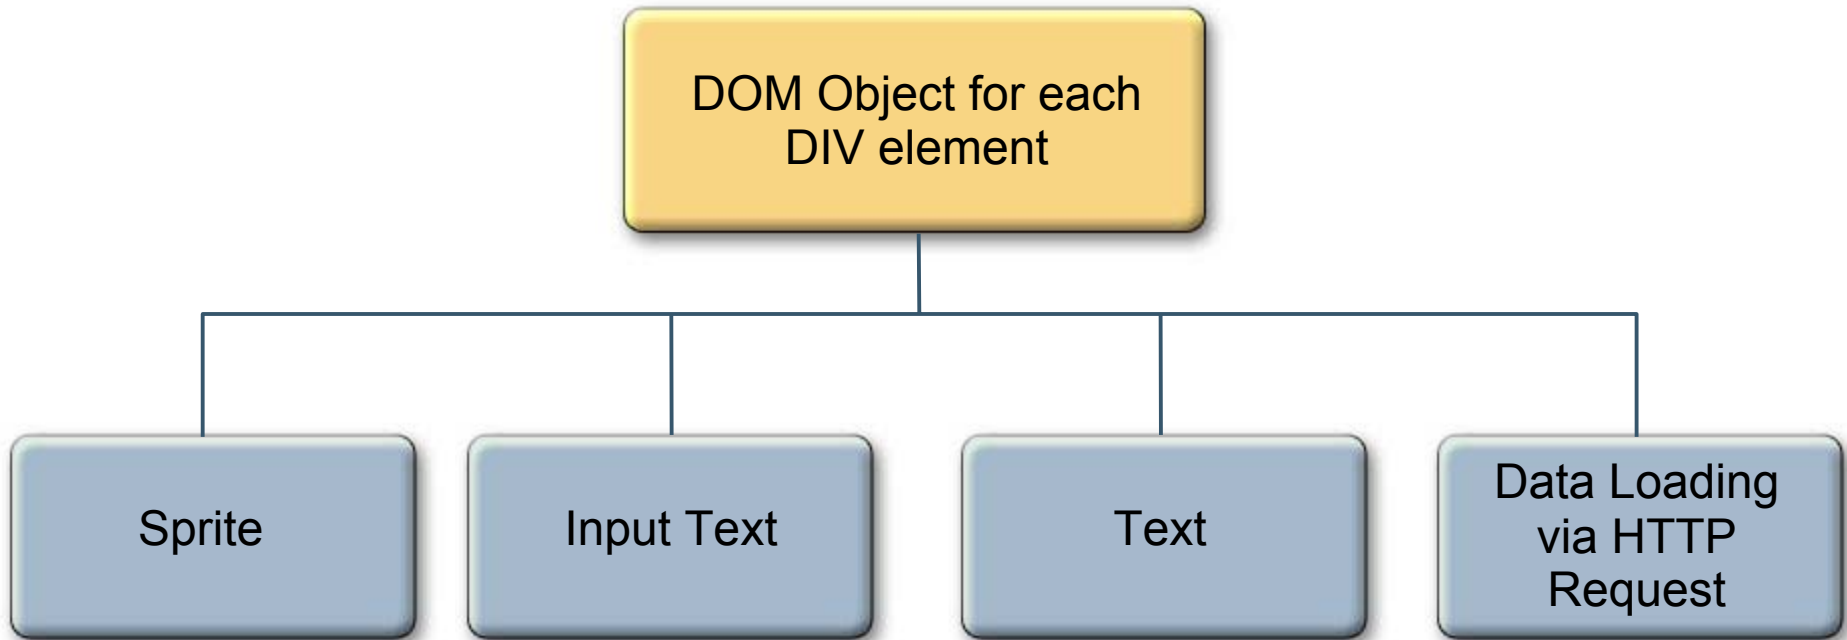 DOM Object for each
DIV element
Sprite
Input Text
Text
Data Loading
via HTTP
Request